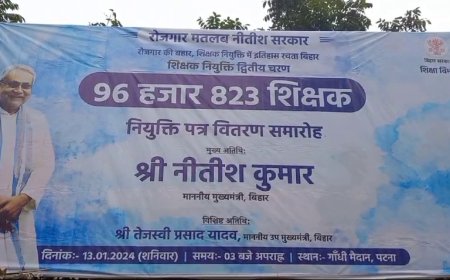 रोजगार मतलब नीतीश सरकार
रोजगार की बहार, शिक्षक नियुक्ति में इतिहास रचता बिहार
शिक्षक नियुक्ति द्वितीय चरण
96 हजार 823 शिक्षक
नियुक्ति पत्र वितरण समारोह
मुख्य अतिथि:
श्री नीतीश कुमार
माननीय मुख्यमंत्री, बिहार
विशिष्ट अतिथि:
श्री तेजस्वी प्रसाद यादव, माननीय उप मुख्यमंत्री, बिहार
दिनांक:- 13.01.2024 (शनिवार) | समय:- 03 बजे अपराह्न | स्थान:- गाँधी मैदान, पटना
बिहार
शिक्षा